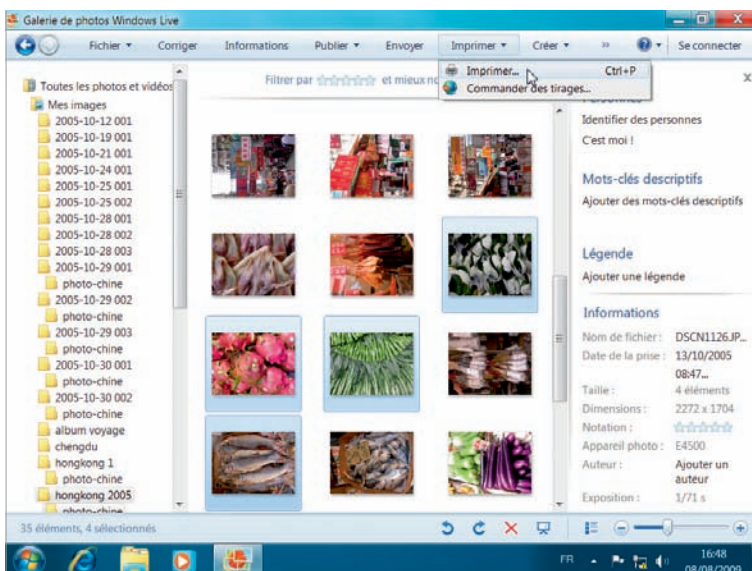 Galerie de photos Windows Live
Fichier Corriger Informations Publier Envoyer Imprimer Créer » Se connecter
Imprimer... Ctrl+P
Commander des tirages...
Filtrer par et mieux
Toutes les photos et vidéos
Mes images
2005-10-12 001
2005-10-19 001
2005-10-21 001
2005-10-24 001
2005-10-25 001
2005-10-25 002
2005-10-28 001
2005-10-28 002
2005-10-28 003
2005-10-29 001
photo-chine
2005-10-29 002
photo-chine
2005-10-29 003
photo-chine
2005-10-30 001
photo-chine
2005-10-30 002
photo-chine
album voyage
chengdu
hongkong 1
photo-chine
hongkong 2005
photo-chine
Personnes
Identifier des personnes
C'est moi !
Mots-clés descriptifs
Ajouter des mots-clés descriptifs
Légende
Ajouter une légende
Informations
Nom de fichier : DSCN1126.JP...
Date de la prise : 13/10/2005
08:47...
Taille : 4 éléments
Dimensions : 2272 x 1704
Notation :
Appareil photo : E4500
Auteur : Ajouter un
auteur
Exposition : 1/71 s
35 éléments, 4 sélectionnés
FR
16:48
08/08/2009